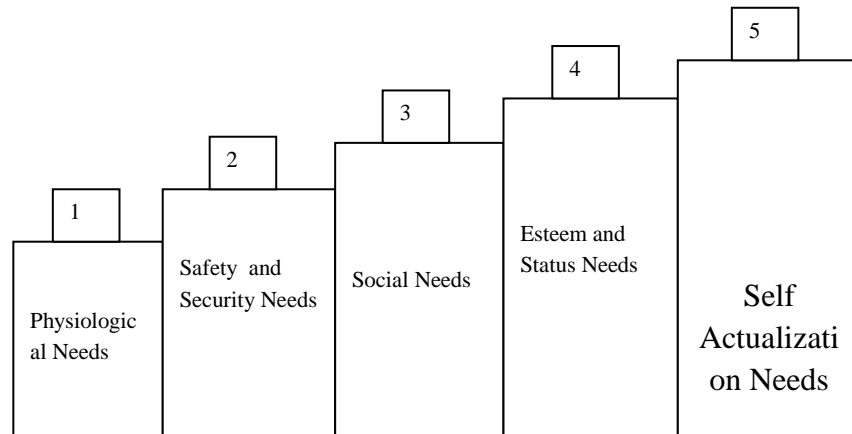 1
Physiologic
al Needs
2
Safety  and
Security Needs
3
Social Needs
4
Esteem and
Status Needs
5
Self
Actualizati
on Needs